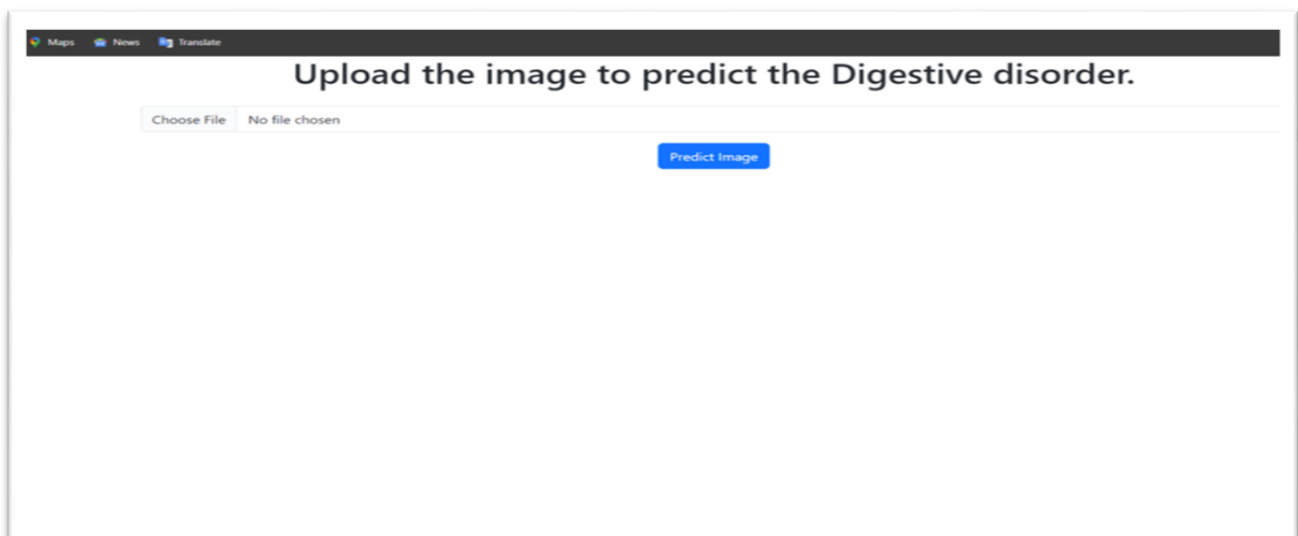 Maps News Translate
Upload the image to predict the Digestive disorder.
Choose File No file chosen
Predict Image